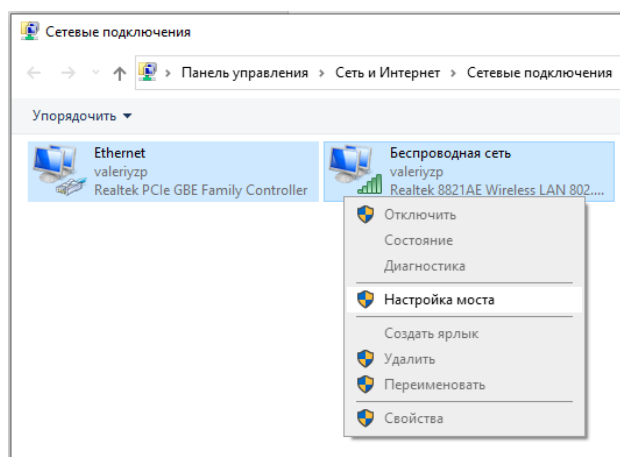 Сетевые подключения
Панель управления › Сеть и Интернет › Сетевые подключения
Упорядочить
Ethernet
valeriyzp
Realtek PCIe GBE Family Controller
Беспроводная сеть
valeriyzp
Realtek 8821AE Wireless LAN 802....
Отключить
Состояние
Диагностика
Настройка моста
Создать ярлык
Удалить
Переименовать
Свойства